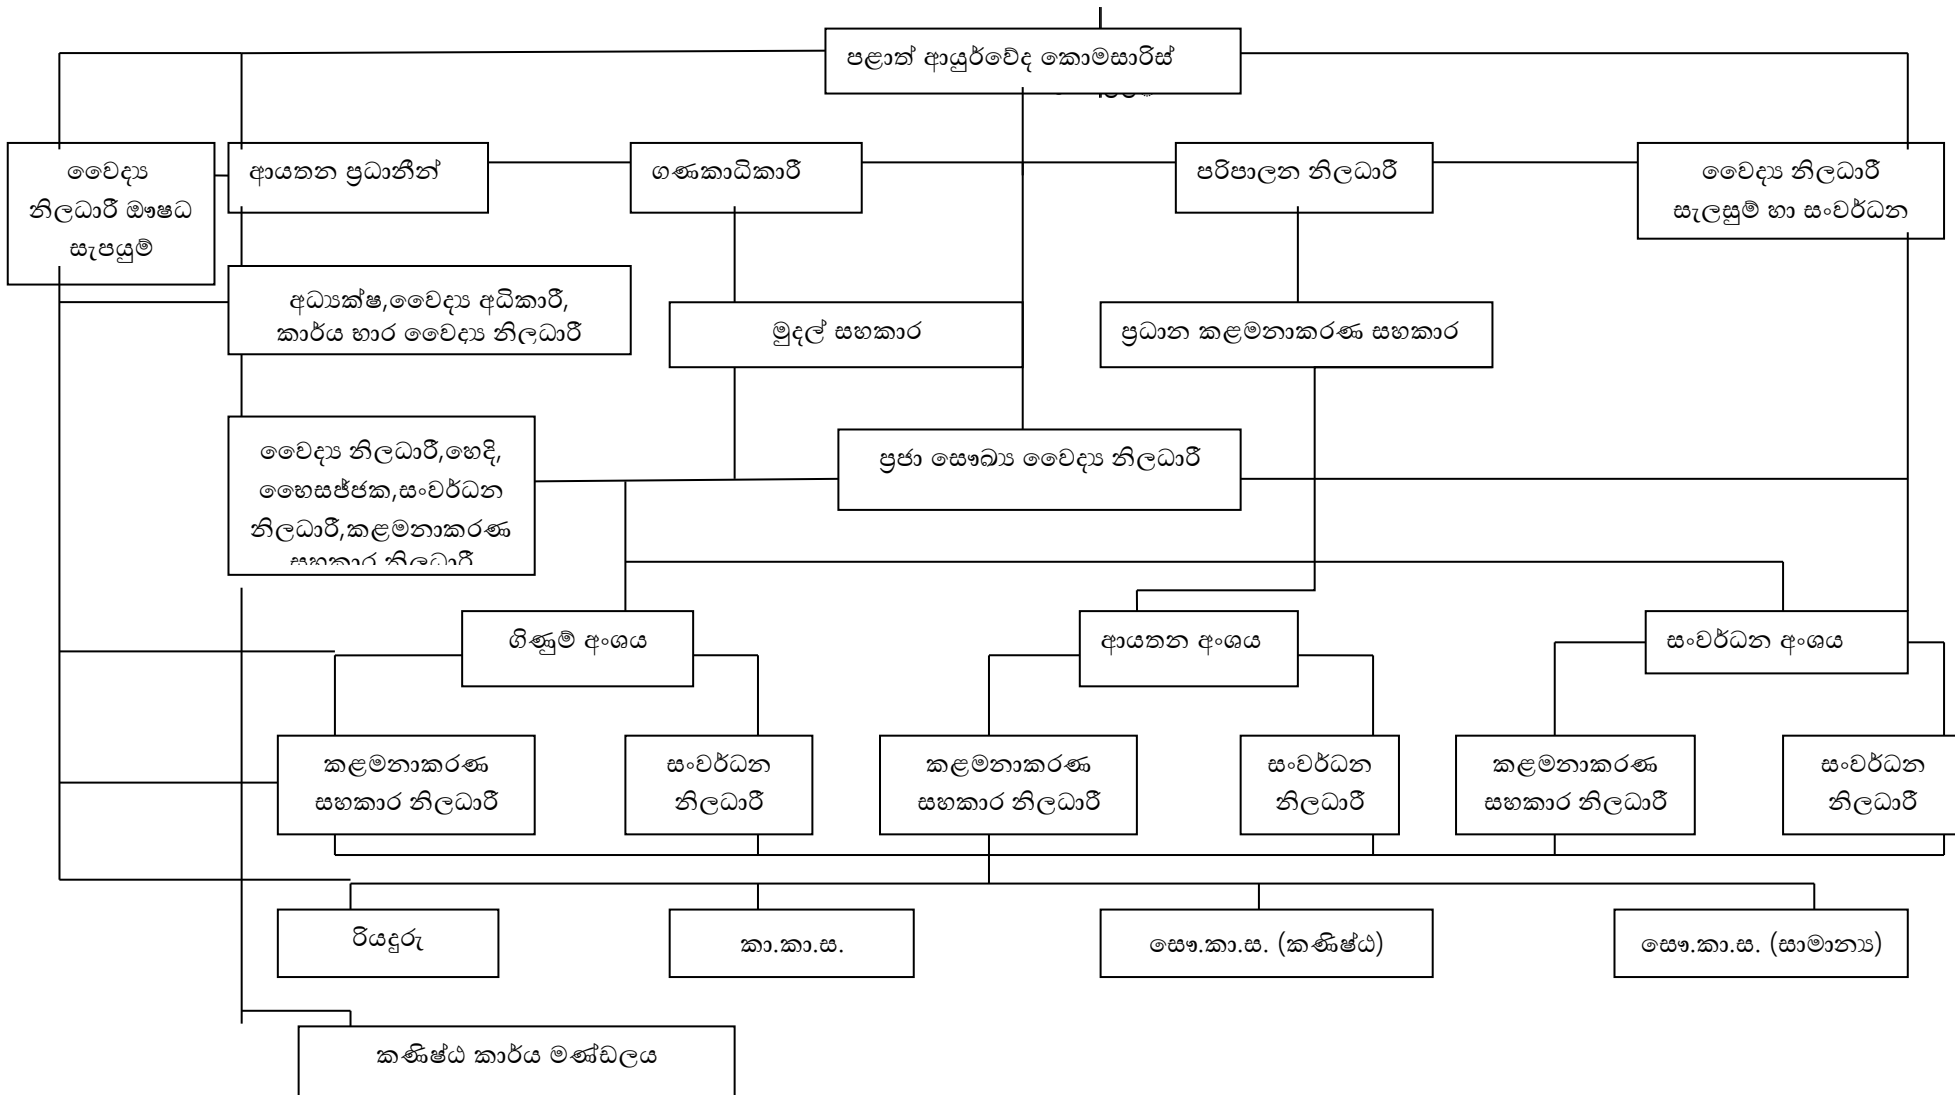 පළාත් ආයුර්වේද කොමසාරිස්
වෛද්‍ය
නිලධාරී ඖෂධ
සැපයුම්
ආයතන ප්‍රධානීන්
ගණකාධිකාරී
පරිපාලන නිලධාරී
වෛද්‍ය නිලධාරී
සැලසුම් හා සංවර්ධන
අධ්‍යක්ෂ,වෛද්‍ය අධිකාරී,
කාර්ය භාර වෛද්‍ය නිලධාරී
මුදල් සහකාර
ප්‍රධාන කළමනාකරණ සහකාර
වෛද්‍ය නිලධාරී,හෙදි,
භෛසජ්ජක,සංවර්ධන
නිලධාරී,කළමනාකරණ
සහකාර නිලධාරී
ප්‍රජා සෞඛ්‍ය වෛද්‍ය නිලධාරී
ගිණුම් අංශය
ආයතන අංශය
සංවර්ධන අංශය
කළමනාකරණ
සහකාර නිලධාරී
සංවර්ධන
නිලධාරී
කළමනාකරණ
සහකාර නිලධාරී
සංවර්ධන
නිලධාරී
කළමනාකරණ
සහකාර නිලධාරී
සංවර්ධන
නිලධාරී
රියදුරු
කා.කා.ස.
සෞ.කා.ස. (කණිෂ්ඨ)
සෞ.කා.ස. (සාමාන්‍ය)
කණිෂ්ඨ කාර්ය මණ්ඩලය